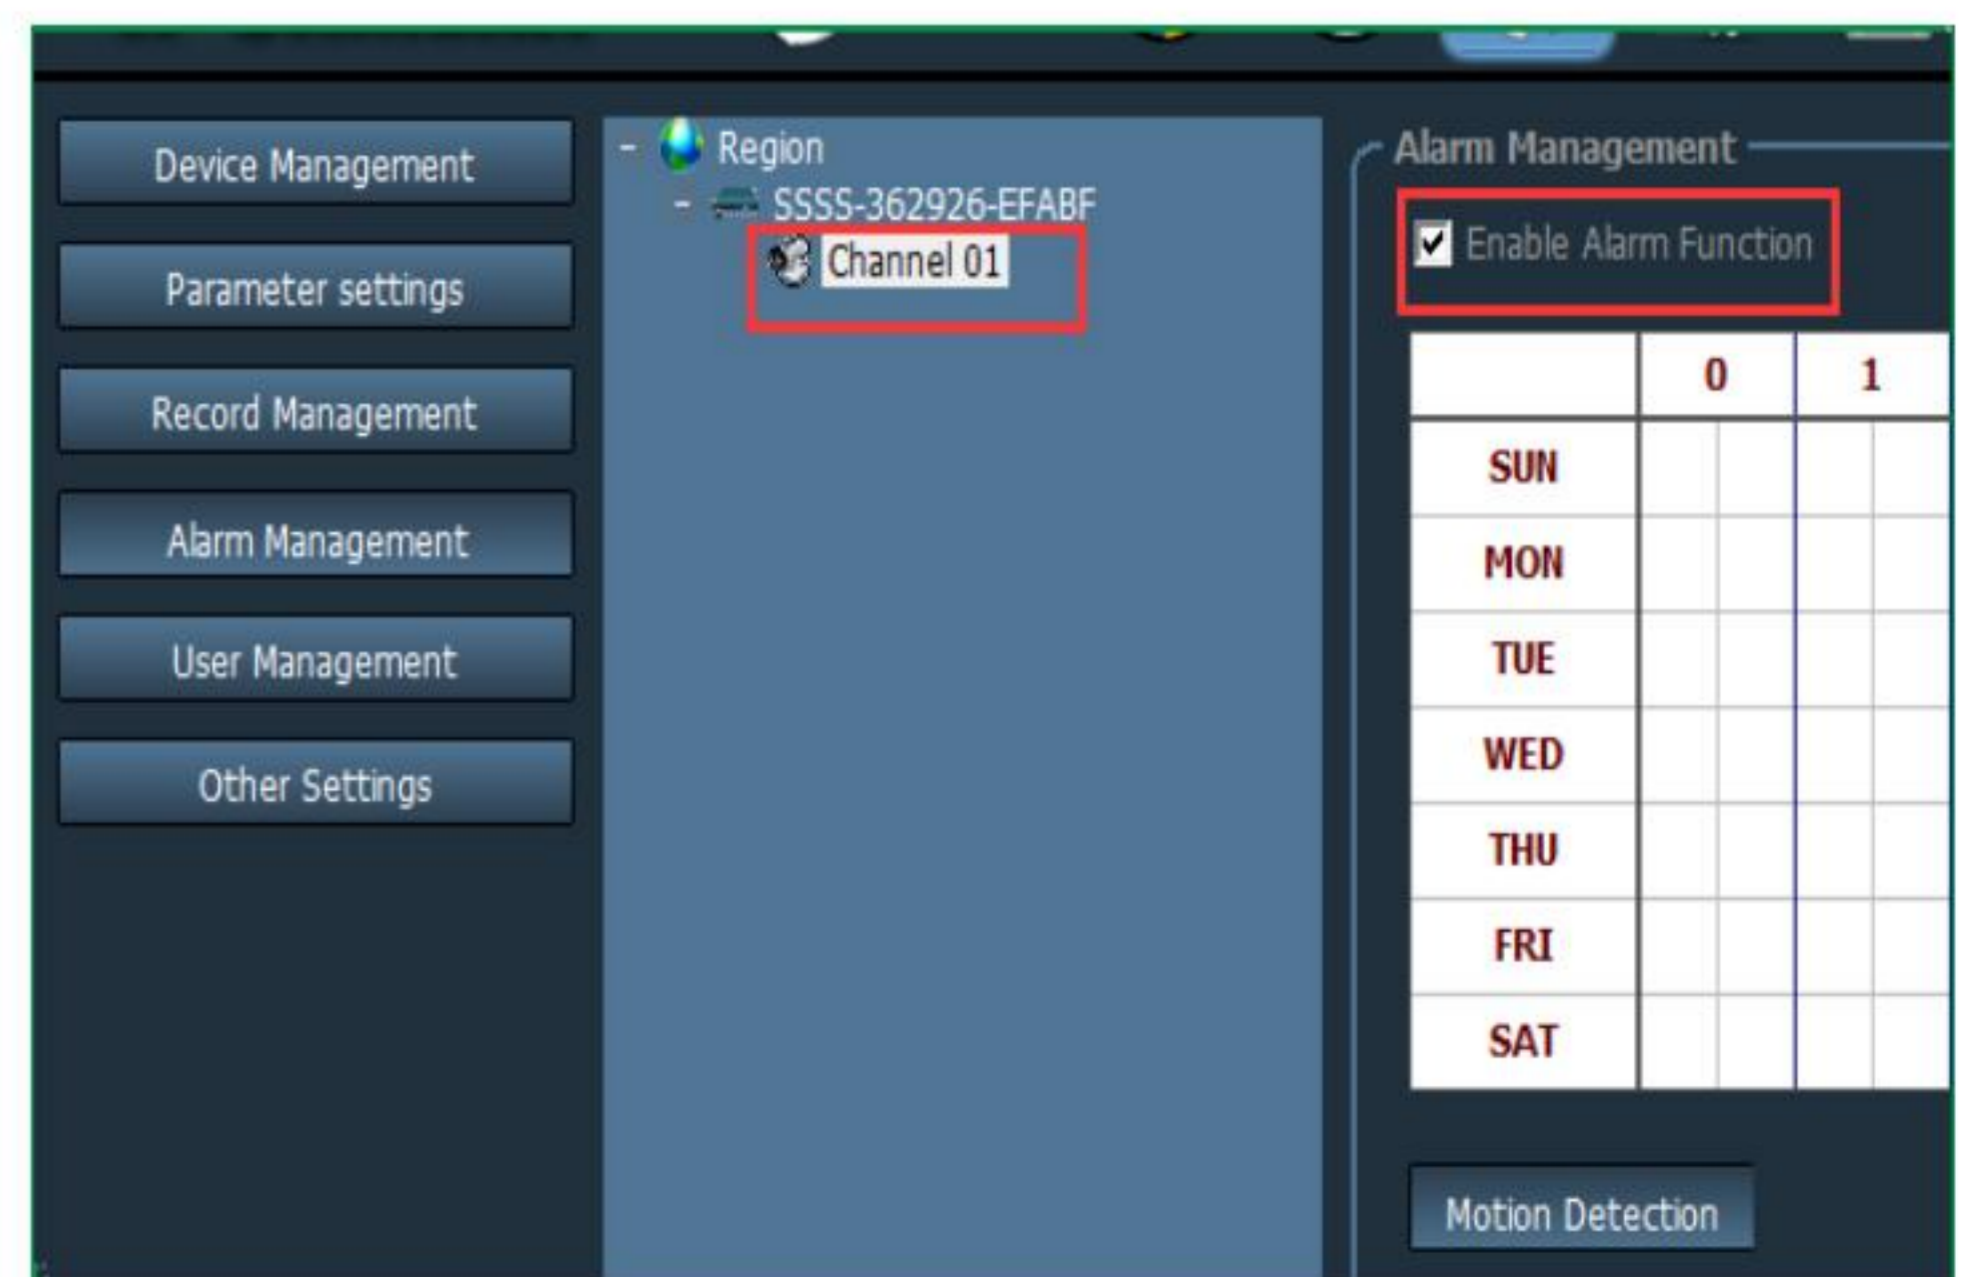 Device Management
Parameter settings
Record Management
Alarm Management
User Management
Other Settings
Region
SSSS-362926-EFABF
Channel 01
Alarm Management
Enable Alarm Function
0 1
SUN
MON
TUE
WED
THU
FRI
SAT
Motion Detection